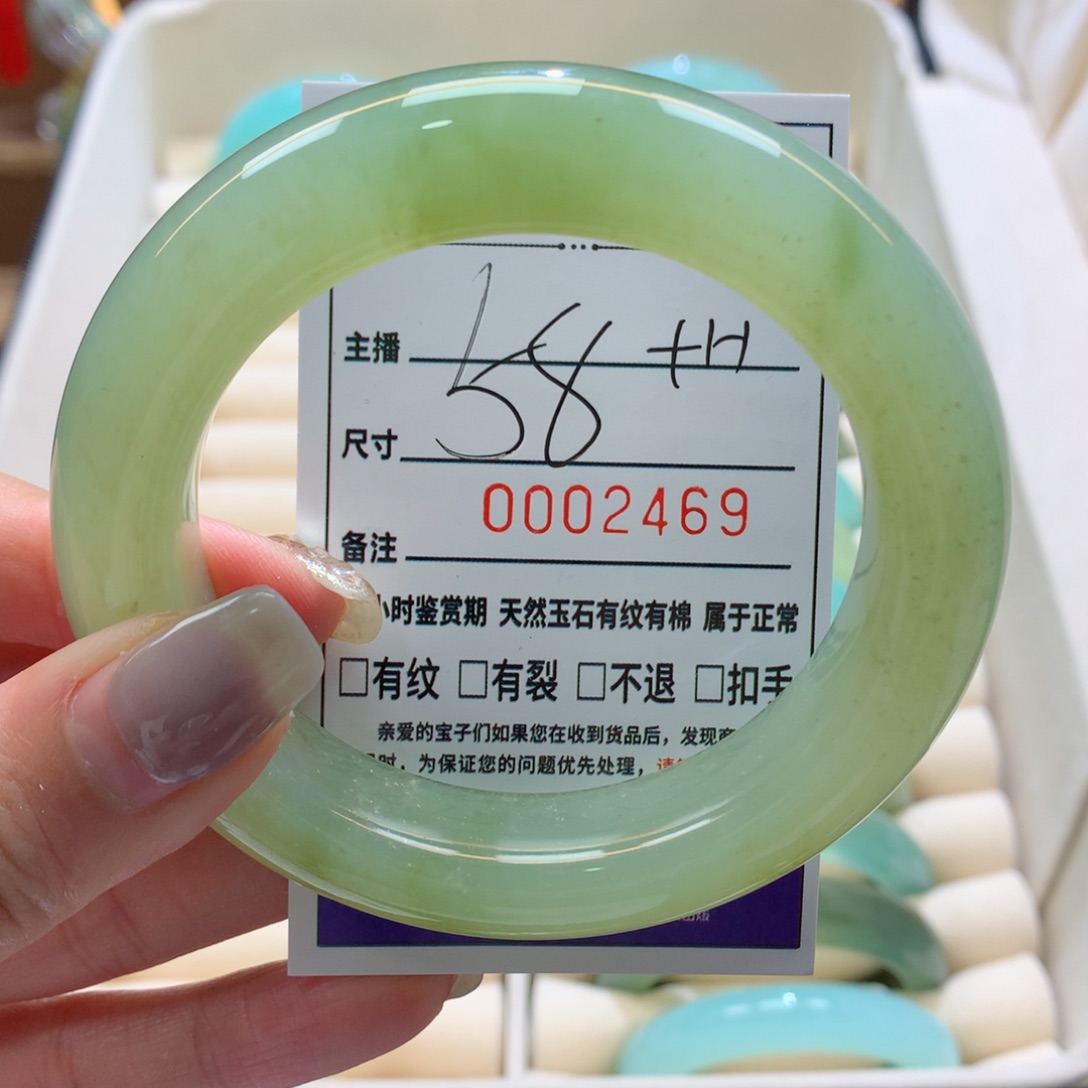 主播
58 +H
尺寸
0002469
备注
小时鉴赏期 天然玉石有纹有棉 属于正常
□有纹 □有裂 □不退 □扣手
亲爱的宝子们如果您在收到货品后，发现
时，为保证您的问题优先处理，请